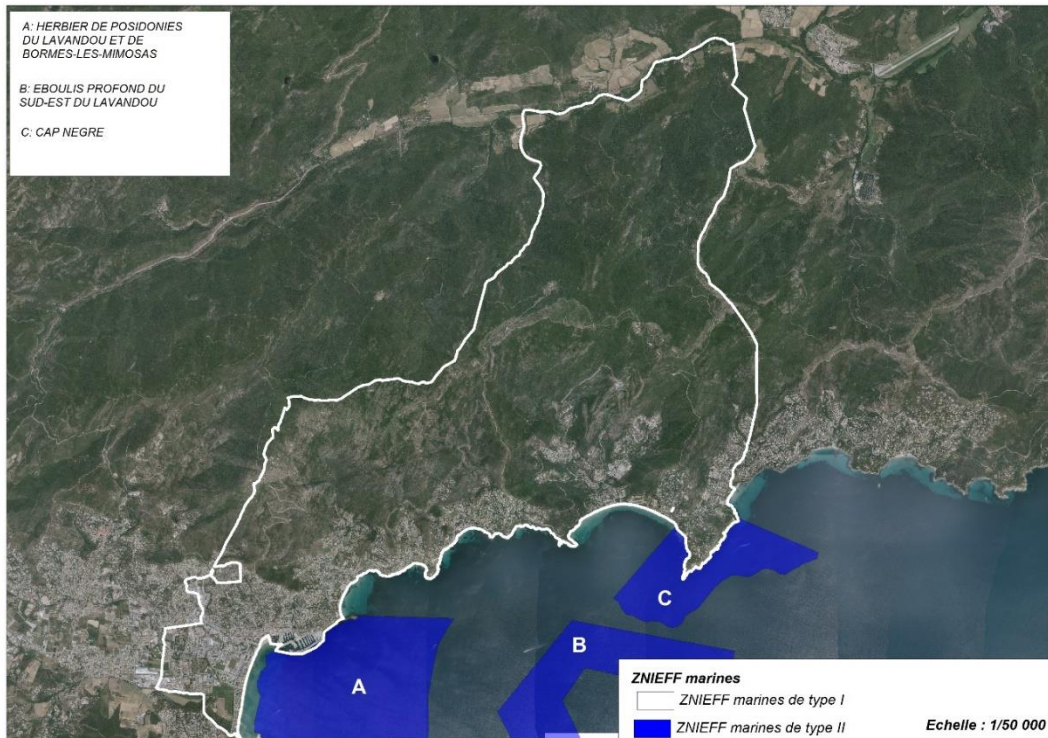 A: HERBIER DE POSIDONIES
DU LAVANDOU ET DE
BORMES-LES-MIMOSAS
B: EBOULIS PROFOND DU
SUD-EST DU LAVANDOU
C: CAP NEGRE
C
B
A
ZNIEFF marines
ZNIEFF marines de type I
ZNIEFF marines de type II
Echelle : 1/50 000